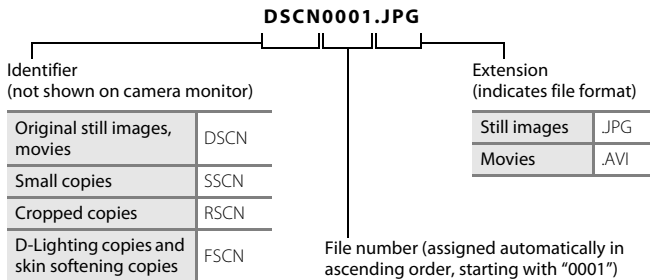 DSCN0001.JPG
Identifier
(not shown on camera monitor)
Original still images,
movies
DSCN
Small copies
SSCN
Cropped copies
RSCN
D-Lighting copies and
skin softening copies
FSCN
Extension
(indicates file format)
Still images
.JPG
Movies
.AVI
File number (assigned automatically in
ascending order, starting with “0001”)